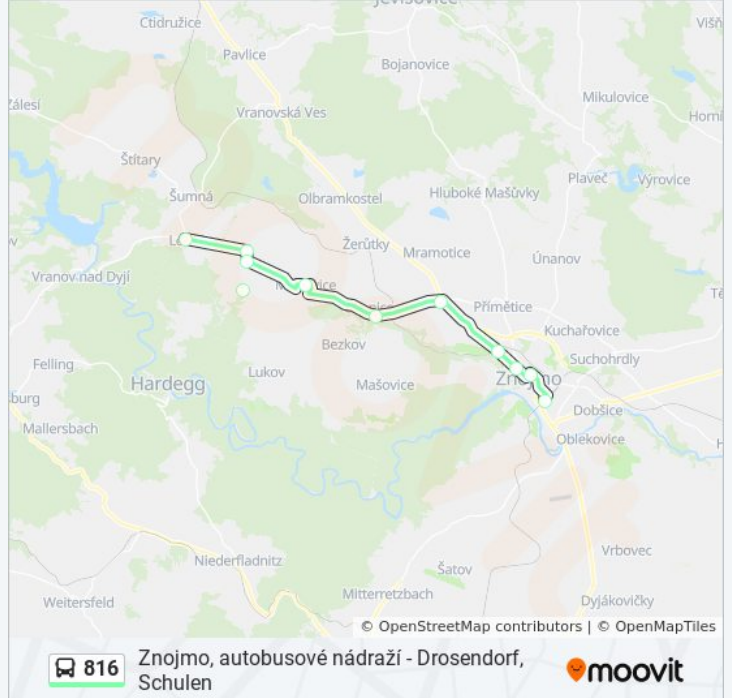 Jevišovice
Ctidružice
Višň
Pavlice
Bojanovice
Zálesí
Mikulovice
Horní
Vranovská Ves
Štítary
Plaveč
Výrovice
Šumná
Olbramkostel
Hluboké Mašůvky
Žerůtky
Mramotice
Únanov
Vranov nad Dyjí
Přímětice
Kuchařovice
Bezkov
Suchohrdly
Felling
Lukov
Znojmo
Hardegg
Mašovice
Dobšice
burg
Mallersbach
Oblekovice
Vrbovec
Niederfladnitz
Šatov
Weitersfeld
Mitterretzbach
Dyjákovičky
© OpenStreetMap contributors | © OpenMapTiles
816
Znojmo, autobusové nádraží - Drosendorf,
Schulen
moovit